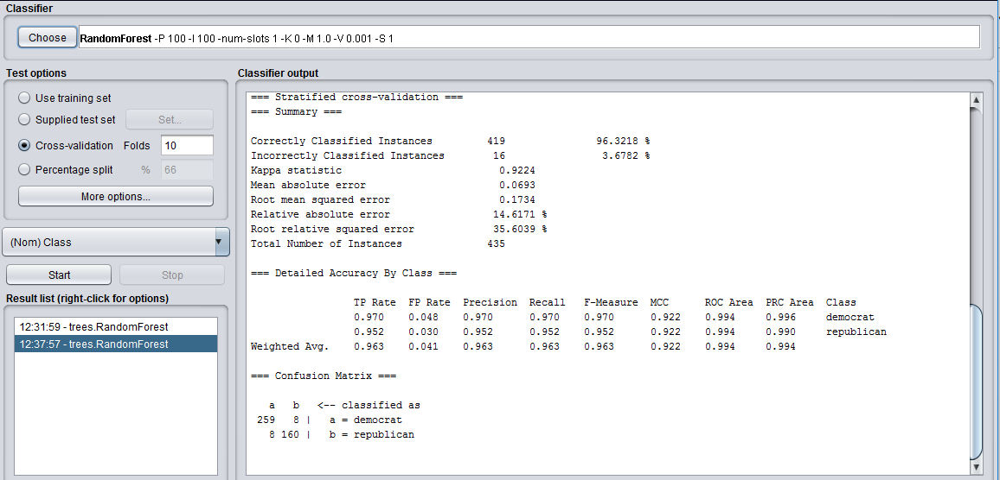 Classifier
Choose RandomForest -P 100 -I 100 -num-slots 1 -K 0 -M 1.0 -V 0.001 -S 1
Test options
Use training set
Supplied test set Set...
Cross-validation Folds 10
Percentage split % 66
More options...
(Nom) Class
Start Stop
Result list (right-click for options)
12:31:59 - trees.RandomForest
12:37:57 - trees.RandomForest
Classifier output
=== Stratified cross-validation ===
=== Summary ===
Correctly Classified Instances 419 96.3218 %
Incorrectly Classified Instances 16 3.6782 %
Kappa statistic 0.9224
Mean absolute error 0.0693
Root mean squared error 0.1734
Relative absolute error 14.6171 %
Root relative squared error 35.6039 %
Total Number of Instances 435
=== Detailed Accuracy By Class ===
TP Rate FP Rate Precision Recall F-Measure MCC ROC Area PRC Area Class
0.970 0.048 0.970 0.970 0.970 0.922 0.994 0.996 democrat
0.952 0.030 0.952 0.952 0.952 0.922 0.994 0.990 republican
Weighted Avg. 0.963 0.041 0.963 0.963 0.963 0.922 0.994 0.994
=== Confusion Matrix ===
a b <-- classified as
259 8 | a = democrat
8 160 | b = republican